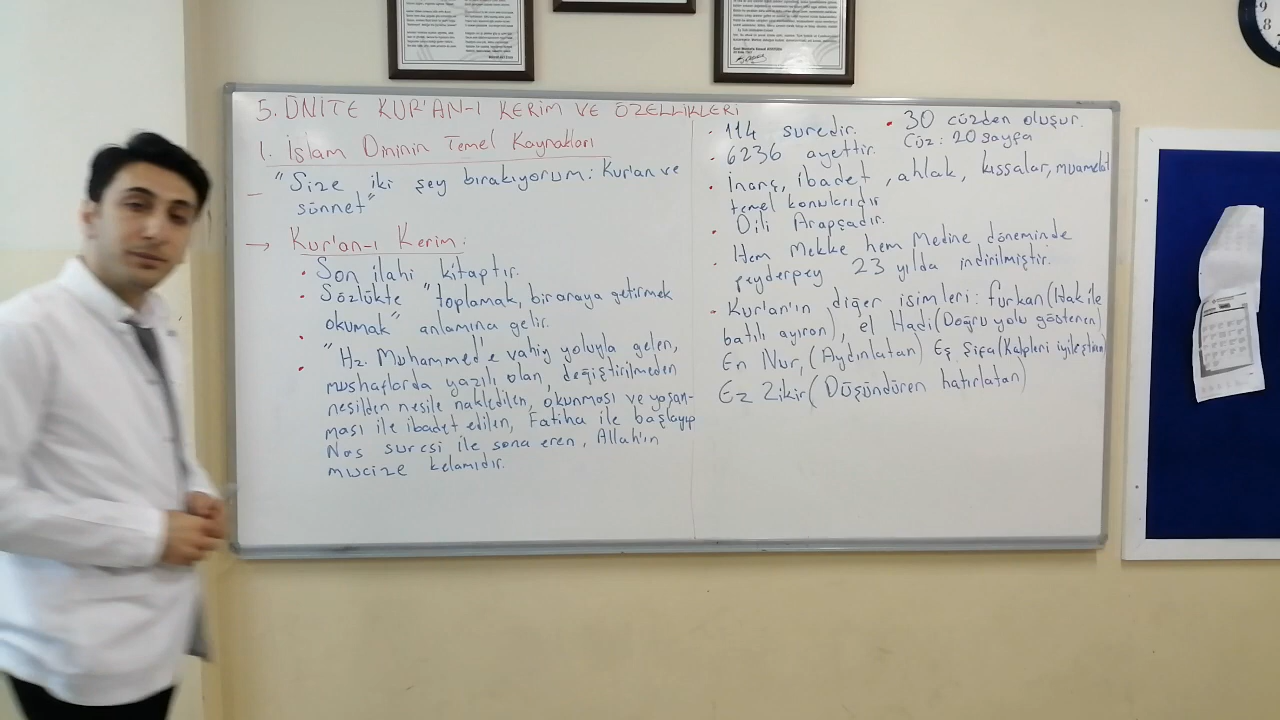 5. ÜNİTE KUR'AN-I KERİM VE ÖZELLİKLERİ
1. İslam Dininin Temel Kaynakları
- "Size iki şey bırakıyorum: Kur'an ve
sünnet"
→ Kur'an-ı Kerim:
• Son ilahi kitaptır.
• Sözlükte "toplamak, bir araya getirmek
okumak" anlamına gelir.
• "Hz. Muhammed'e vahiy yoluyla gelen,
• mushaflarda yazılı olan, değiştirilmeden
nesilden nesile nakledilen, okunması ve yaşan-
ması ile ibadet edilen, Fatiha ile başlayıp
Nas suresi ile sona eren, Allah'ın
mucize kelamıdır.
• 114 suredir.
• 6236 ayettir.
• 30 cüzden oluşur.
Cüz: 20 sayfa
• İnanç, ibadet, ahlak, kıssalar, muamelat
temel konularıdır
• Dili Arapçadır.
• Hem Mekke hem Medine döneminde
peyderpey 23 yılda indirilmiştir.
• Kur'an'ın diğer isimleri: furkan (Hak ile
batılı ayıran), el Hadi (Doğru yolu gösteren)
En Nur, (Aydınlatan) Eş Şifa (Kalpleri iyileştiren)
Ez Zikir (Düşündüren hatırlatan)